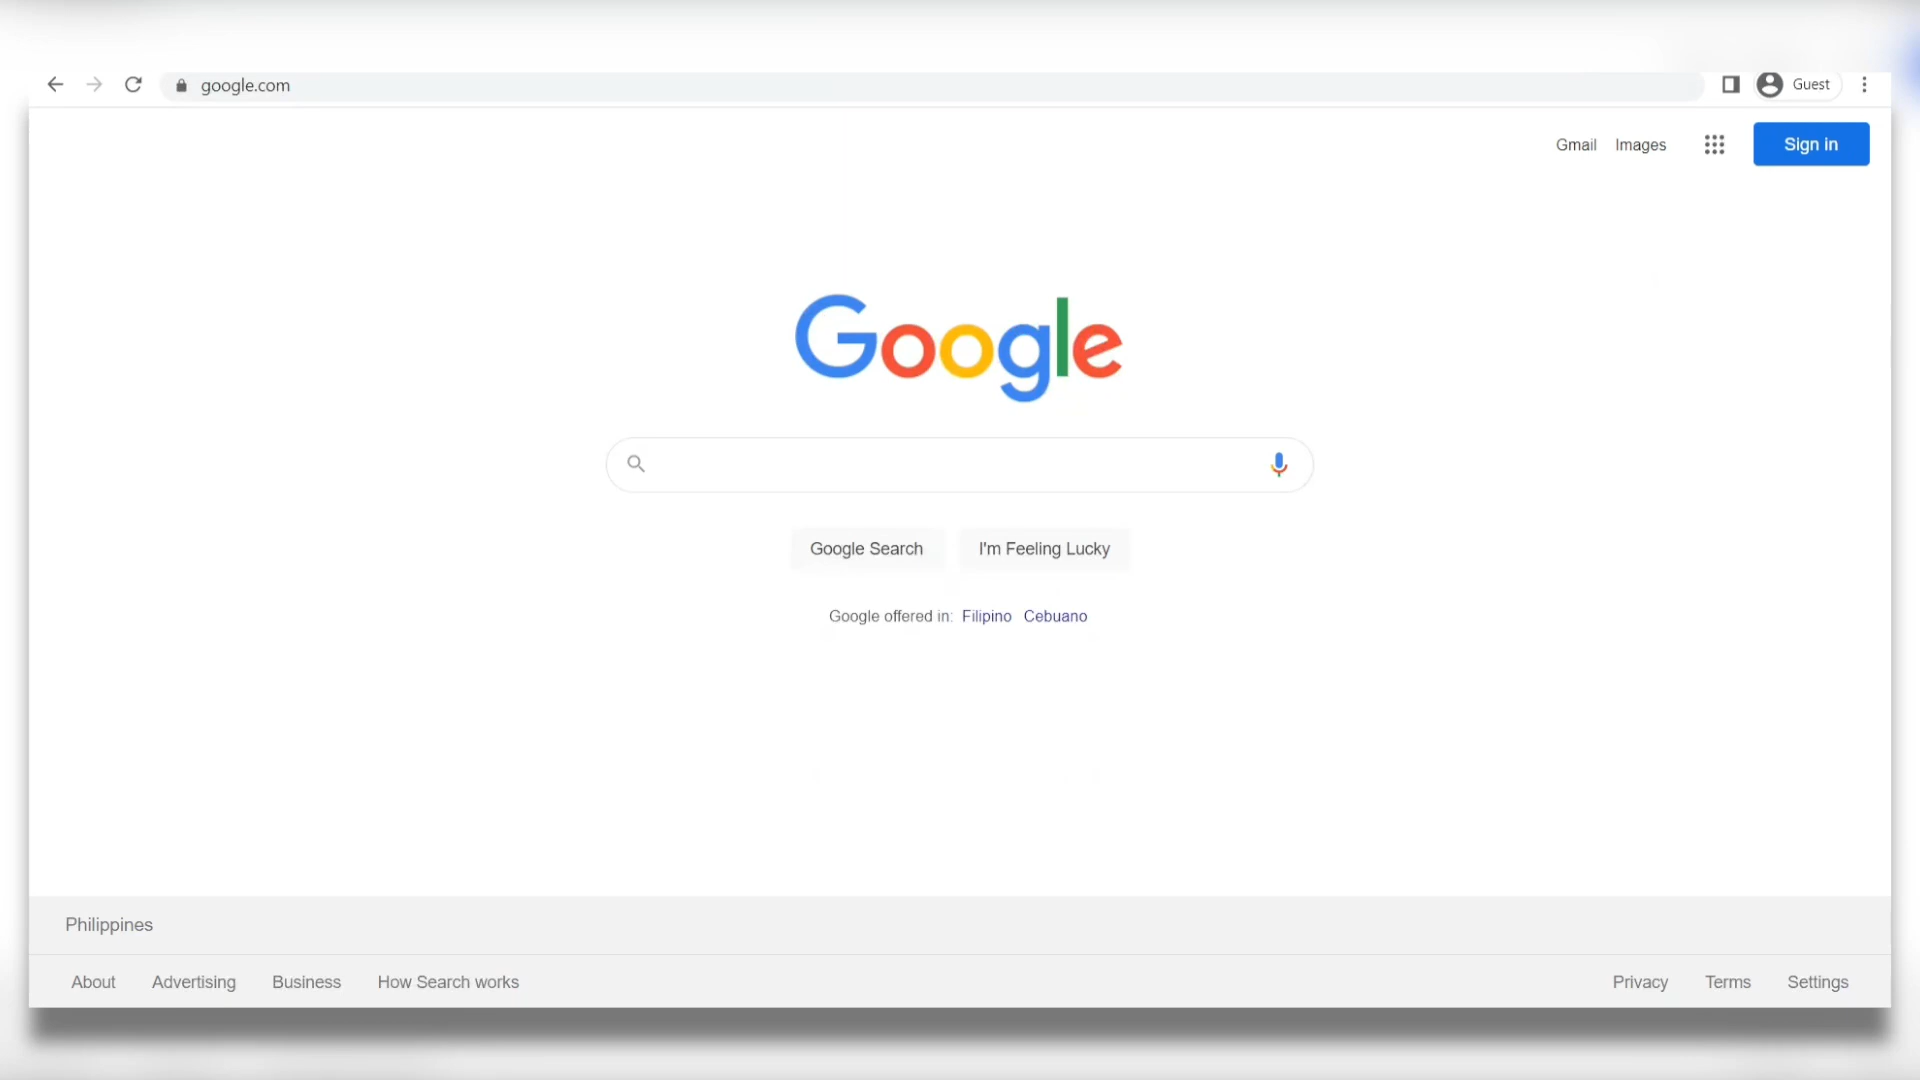 google.com
Guest
Gmail Images
Sign in
Google
Google Search I'm Feeling Lucky
Google offered in: Filipino Cebuano
Philippines
About Advertising Business How Search works Privacy Terms Settings